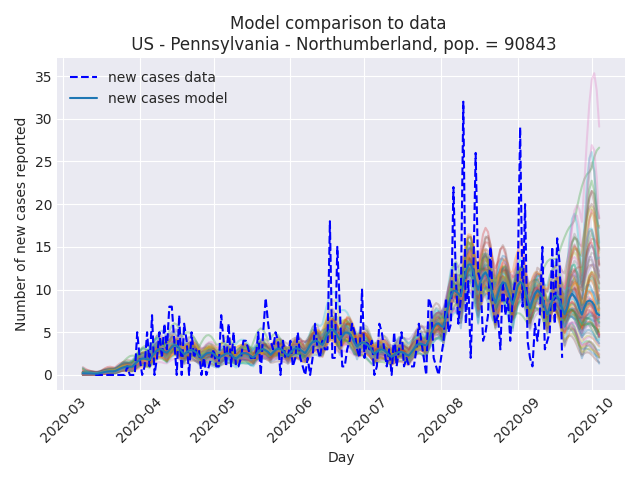 Model comparison to data
US - Pennsylvania - Northumberland, pop. = 90843
new cases data
new cases model
Number of new cases reported
35
30
25
20
15
10
5
0
2020-03
2020-04
2020-05
2020-06
2020-07
2020-08
2020-09
2020-10
Day